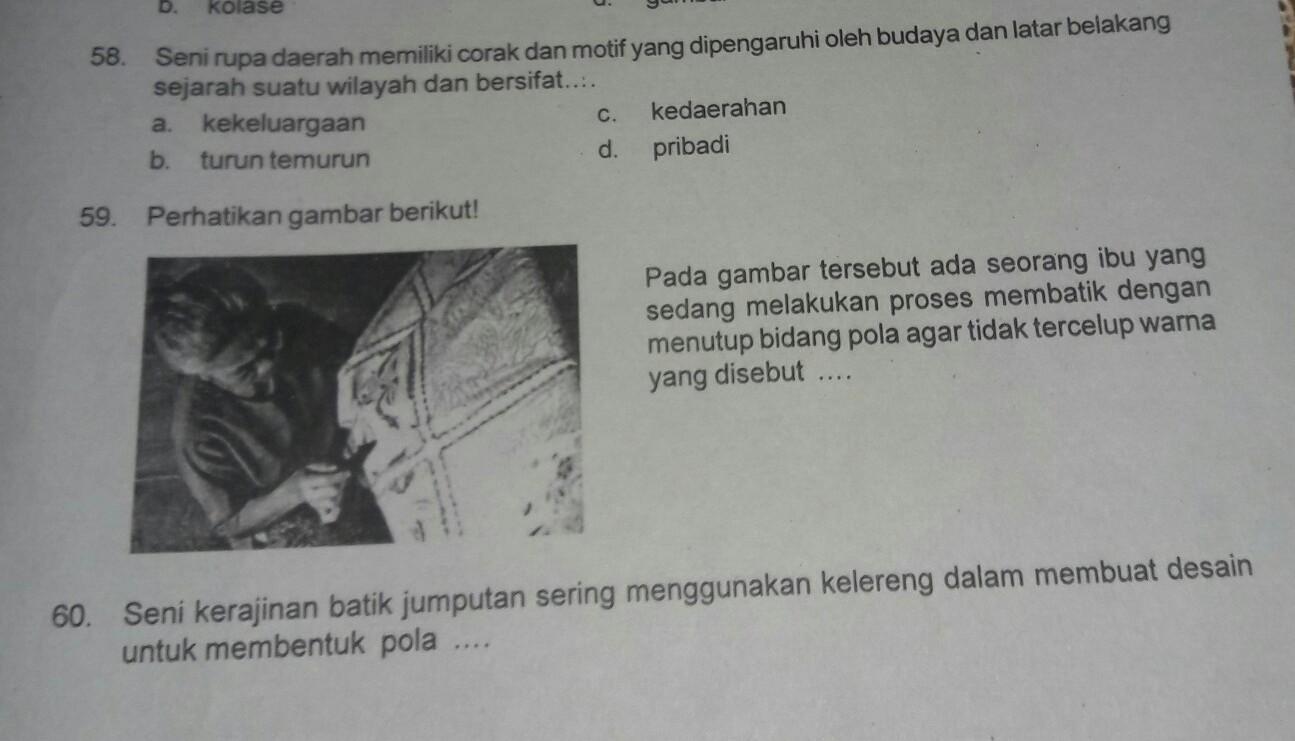 b. kolase
58. Seni rupa daerah memiliki corak dan motif yang dipengaruhi oleh budaya dan latar belakang
sejarah suatu wilayah dan bersifat....
a. kekeluargaan c. kedaerahan
b. turun temurun d. pribadi
59. Perhatikan gambar berikut!
Pada gambar tersebut ada seorang ibu yang
sedang melakukan proses membatik dengan
menutup bidang pola agar tidak tercelup warna
yang disebut ....
60. Seni kerajinan batik jumputan sering menggunakan kelereng dalam membuat desain
untuk membentuk pola ....